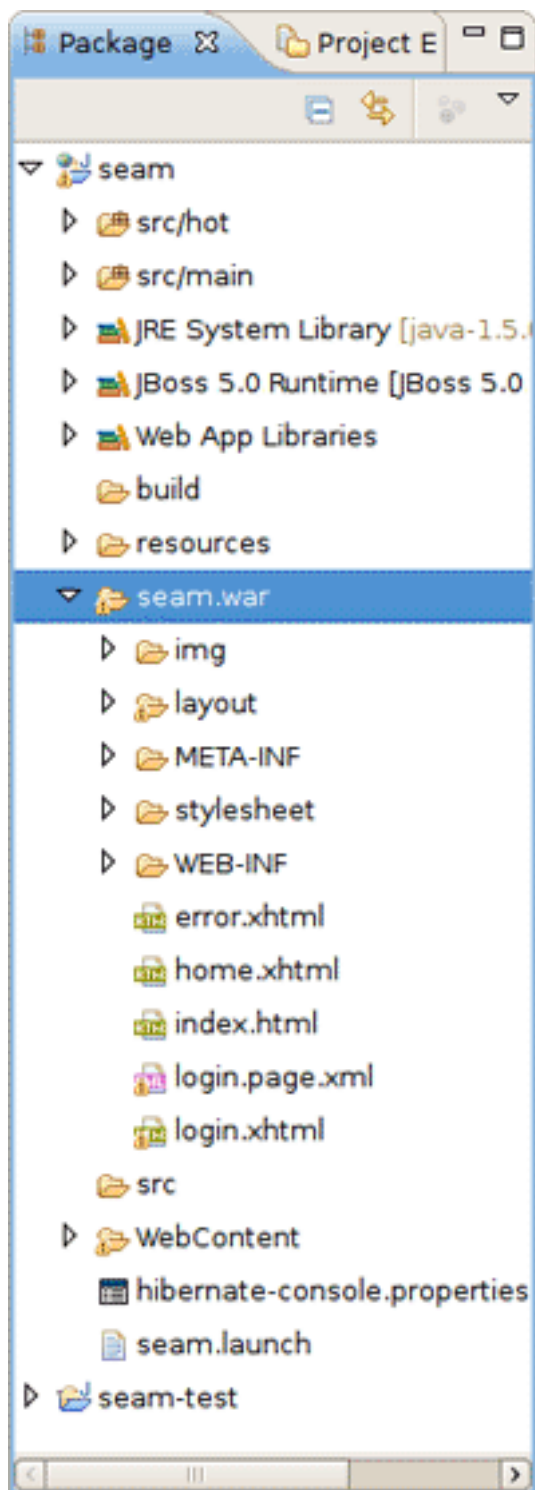 Package Project E
seam
src/hot
src/main
JRE System Library [java-1.5.
JBoss 5.0 Runtime [JBoss 5.0
Web App Libraries
build
resources
seam.war
img
layout
META-INF
stylesheet
WEB-INF
error.xhtml
home.xhtml
index.html
login.page.xml
login.xhtml
src
WebContent
hibernate-console.properties
seam.launch
seam-test